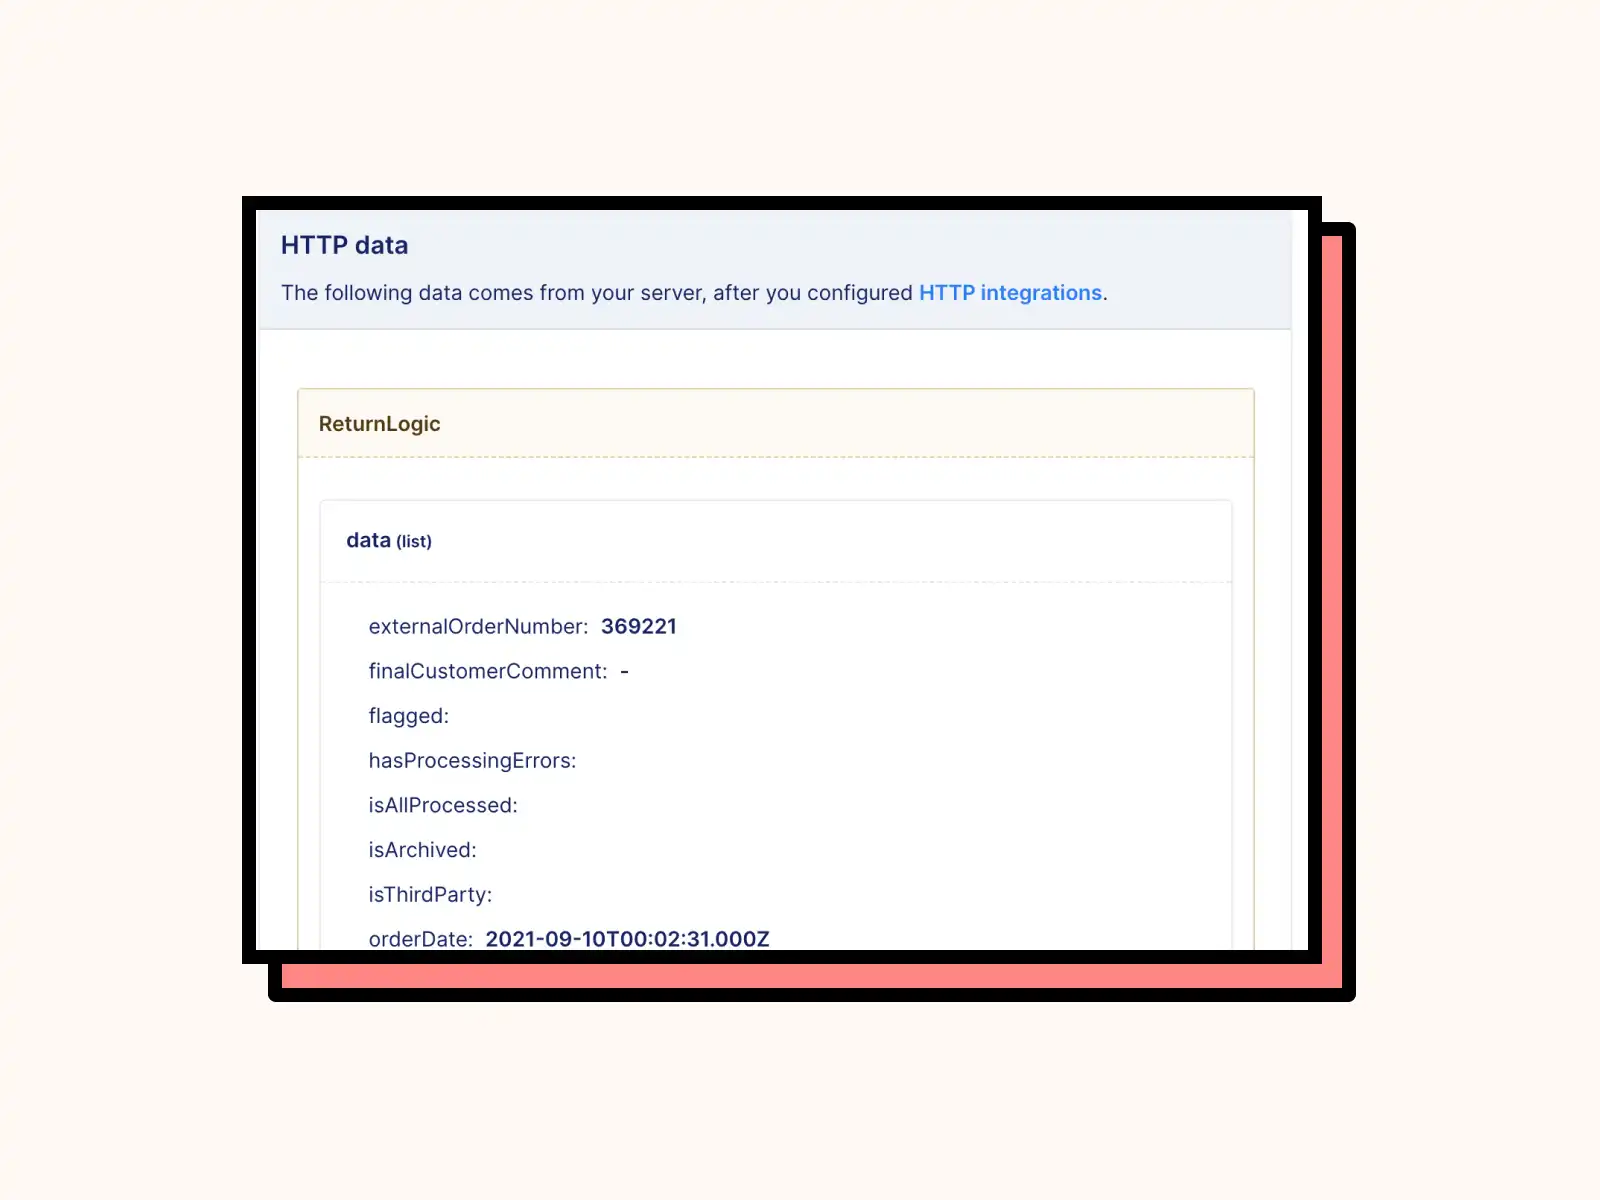 HTTP data
The following data comes from your server, after you configured HTTP integrations.
ReturnLogic
data (list)
externalOrderNumber: 369221
finalCustomerComment: -
flagged:
hasProcessingErrors:
isAllProcessed:
isArchived:
isThirdParty:
orderDate: 2021-09-10T00:02:31.000Z